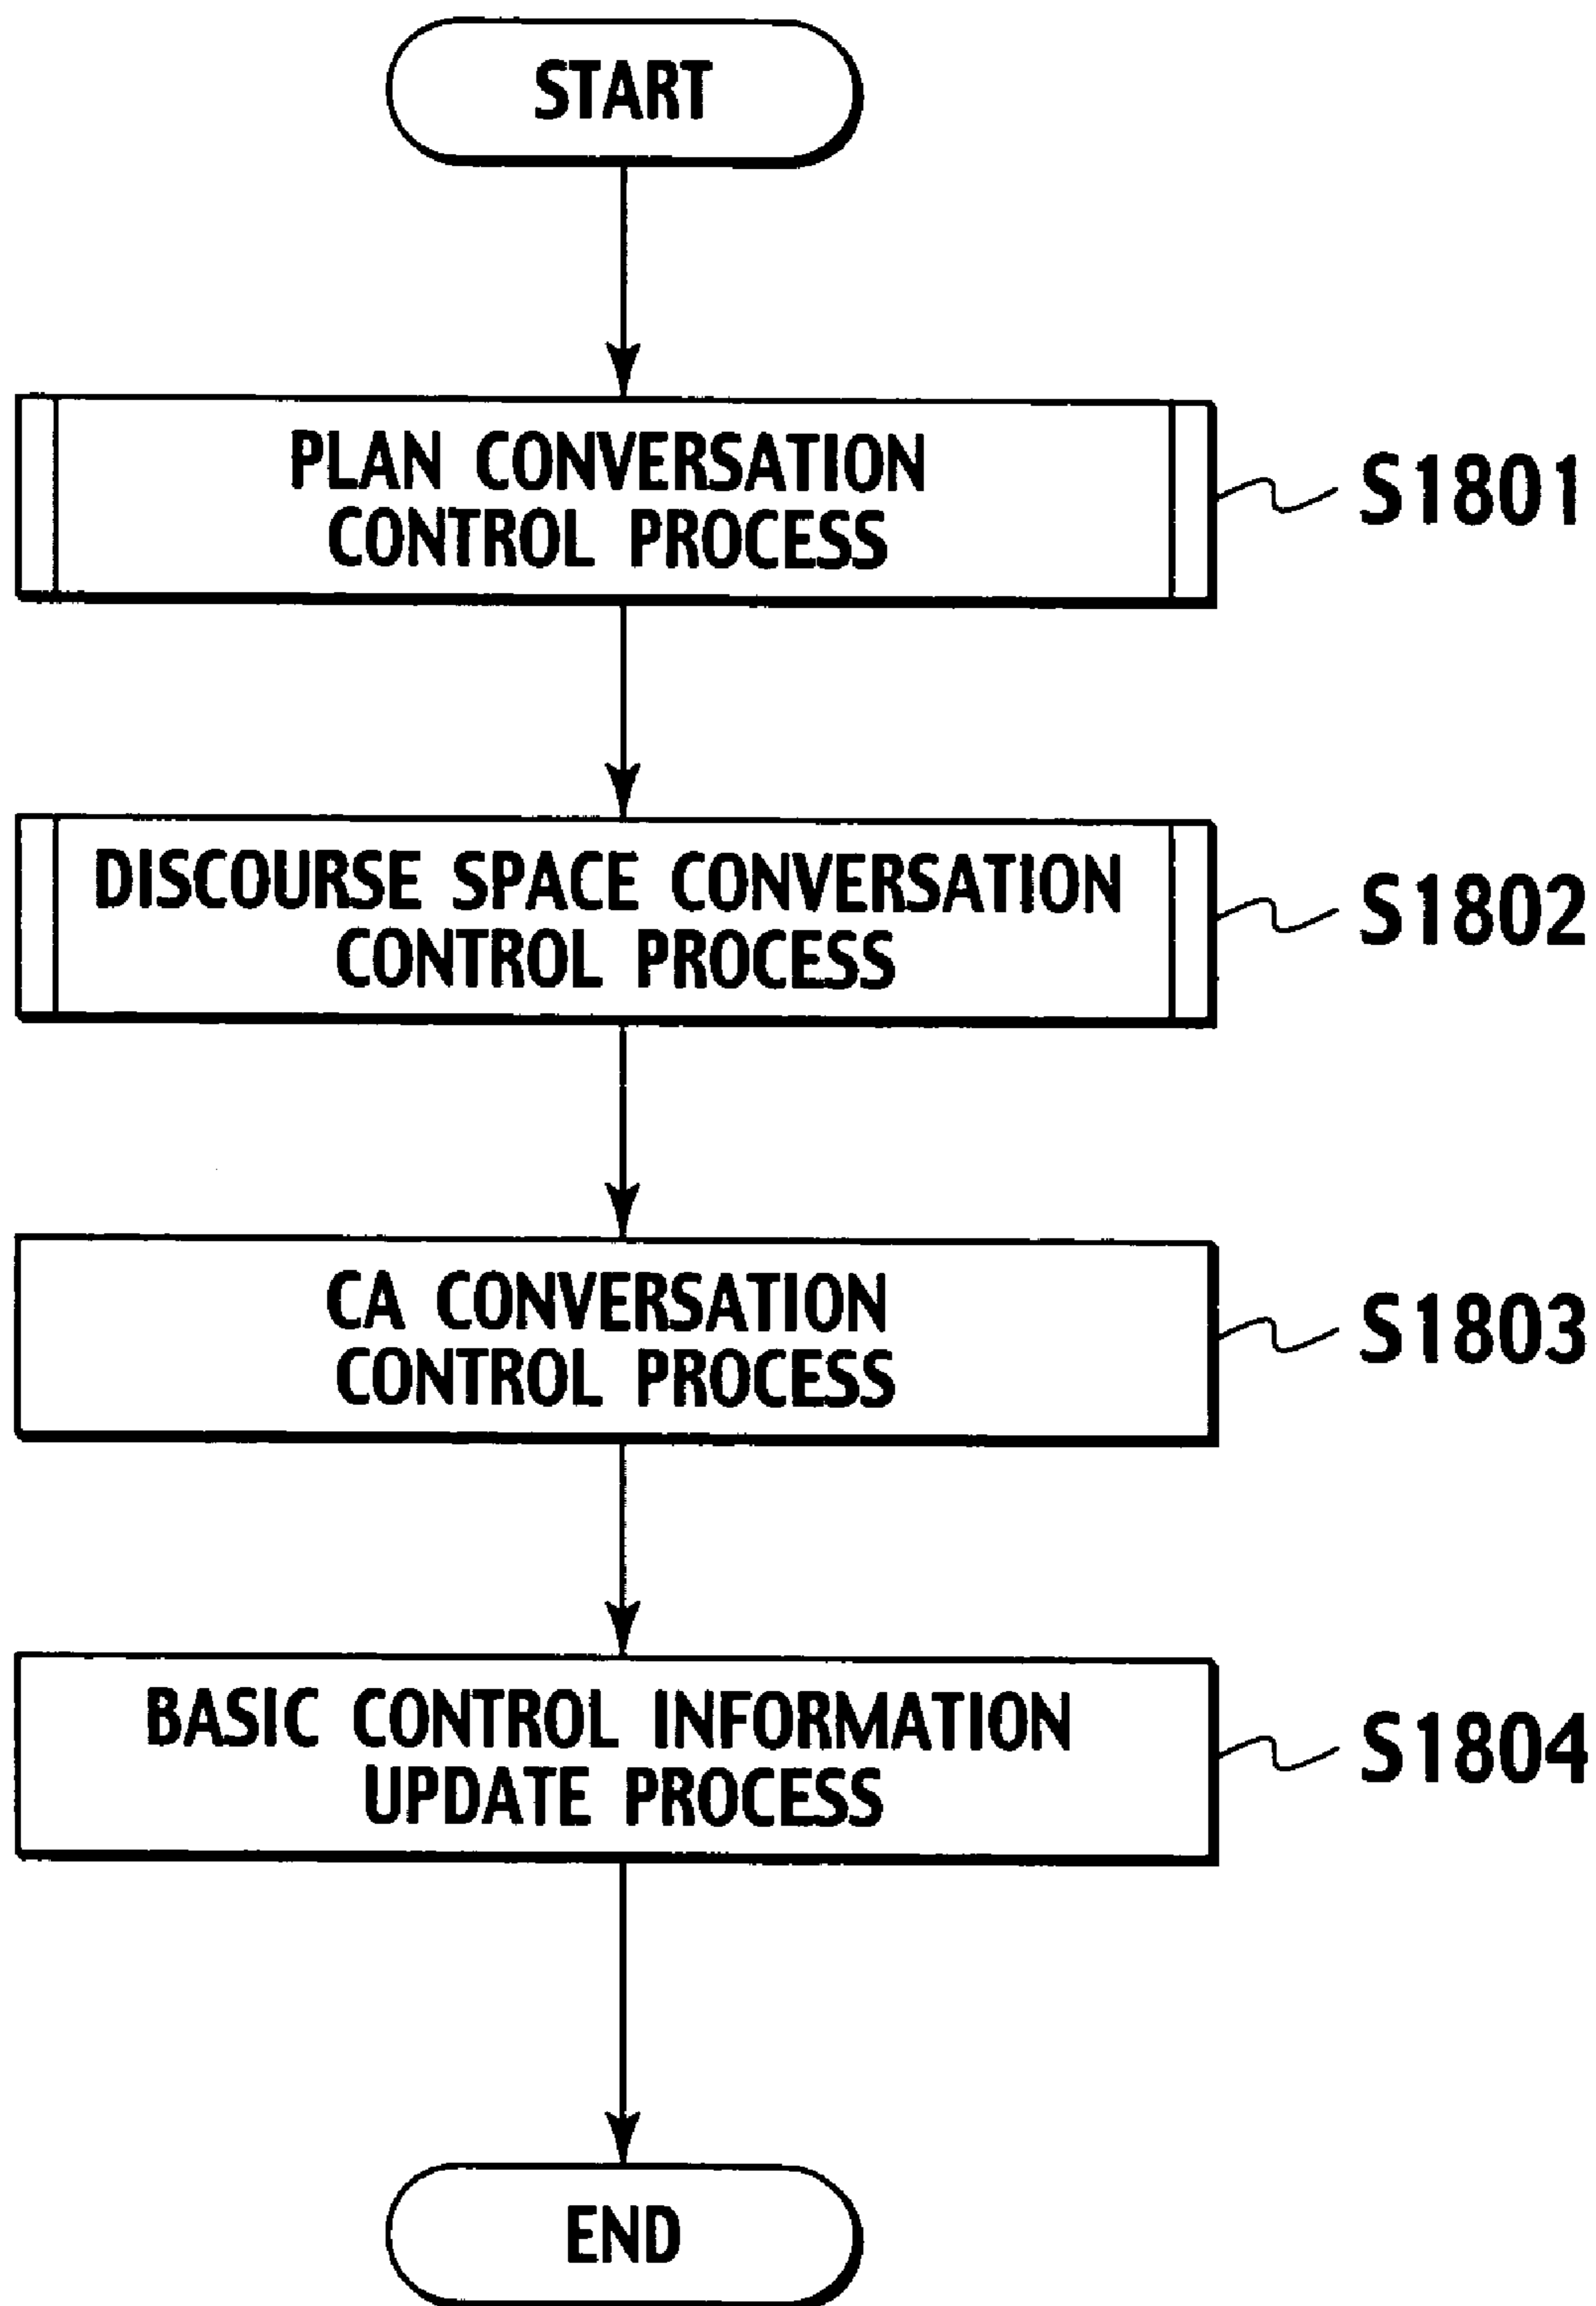 START
PLAN CONVERSATION
CONTROL PROCESS
S1801
DISCOURSE SPACE CONVERSATION
CONTROL PROCESS
S1802
CA CONVERSATION
CONTROL PROCESS
S1803
BASIC CONTROL INFORMATION
UPDATE PROCESS
S1804
END